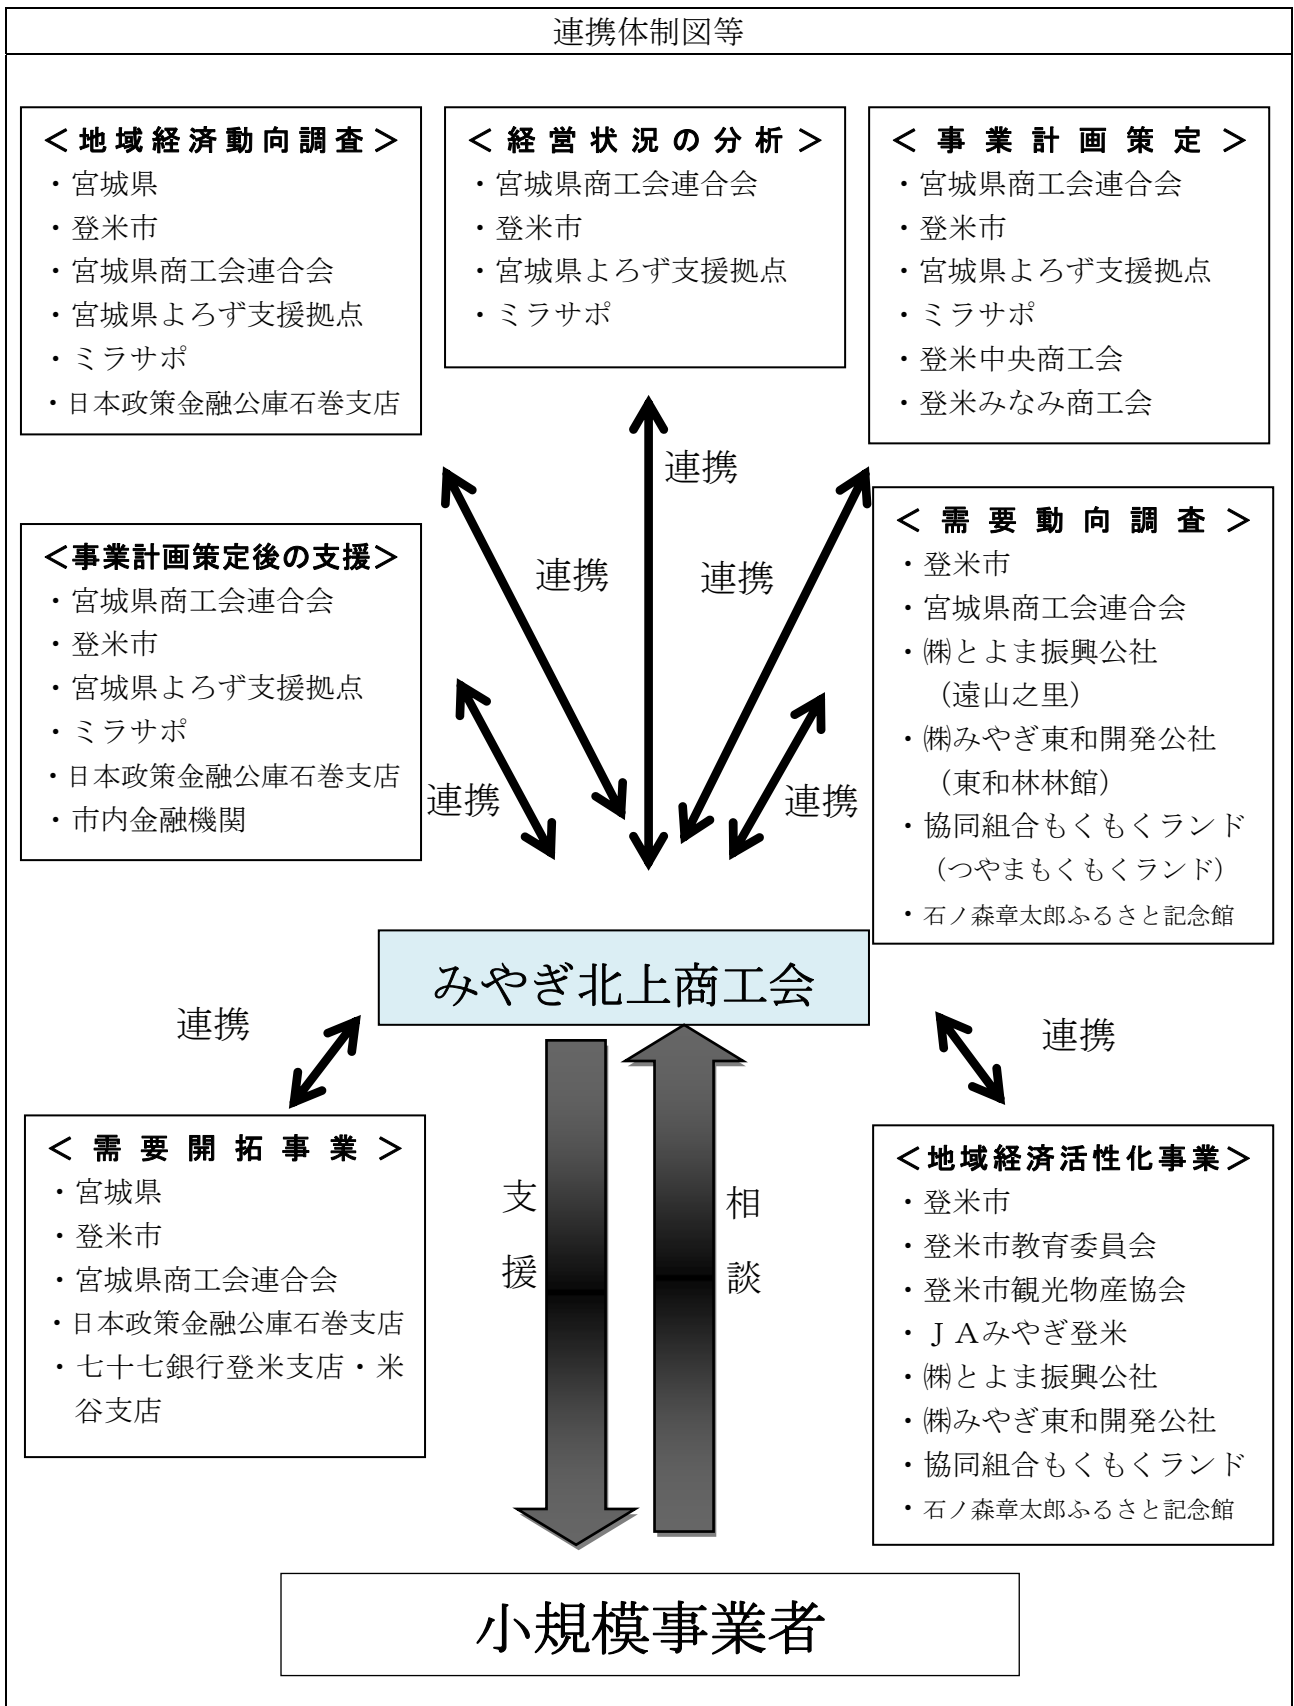 連携体制図等
＜地域経済動向調査＞
・宮城県
・登米市
・宮城県商工会連合会
・宮城県よろず支援拠点
・ミラサポ
・日本政策金融公庫石巻支店
＜経営状況の分析＞
・宮城県商工会連合会
・登米市
・宮城県よろず支援拠点
・ミラサポ
＜事業計画策定＞
・宮城県商工会連合会
・登米市
・宮城県よろず支援拠点
・ミラサポ
・登米中央商工会
・登米みなみ商工会
＜事業計画策定後の支援＞
・宮城県商工会連合会
・登米市
・宮城県よろず支援拠点
・ミラサポ
・日本政策金融公庫石巻支店
・市内金融機関
連携
連携
連携
連携
連携
＜需要動向調査＞
・登米市
・宮城県商工会連合会
・㈱とよま振興公社
（遠山之里）
・㈱みやぎ東和開発公社
（東和林林館）
・協同組合もくもくランド
（つやまもくもくランド）
・石ノ森章太郎ふるさと記念館
みやぎ北上商工会
連携
連携
＜需要開拓事業＞
・宮城県
・登米市
・宮城県商工会連合会
・日本政策金融公庫石巻支店
・七十七銀行登米支店・米
谷支店
支援
相談
＜地域経済活性化事業＞
・登米市
・登米市教育委員会
・登米市観光物産協会
・ＪＡみやぎ登米
・㈱とよま振興公社
・㈱みやぎ東和開発公社
・協同組合もくもくランド
・石ノ森章太郎ふるさと記念館
小規模事業者